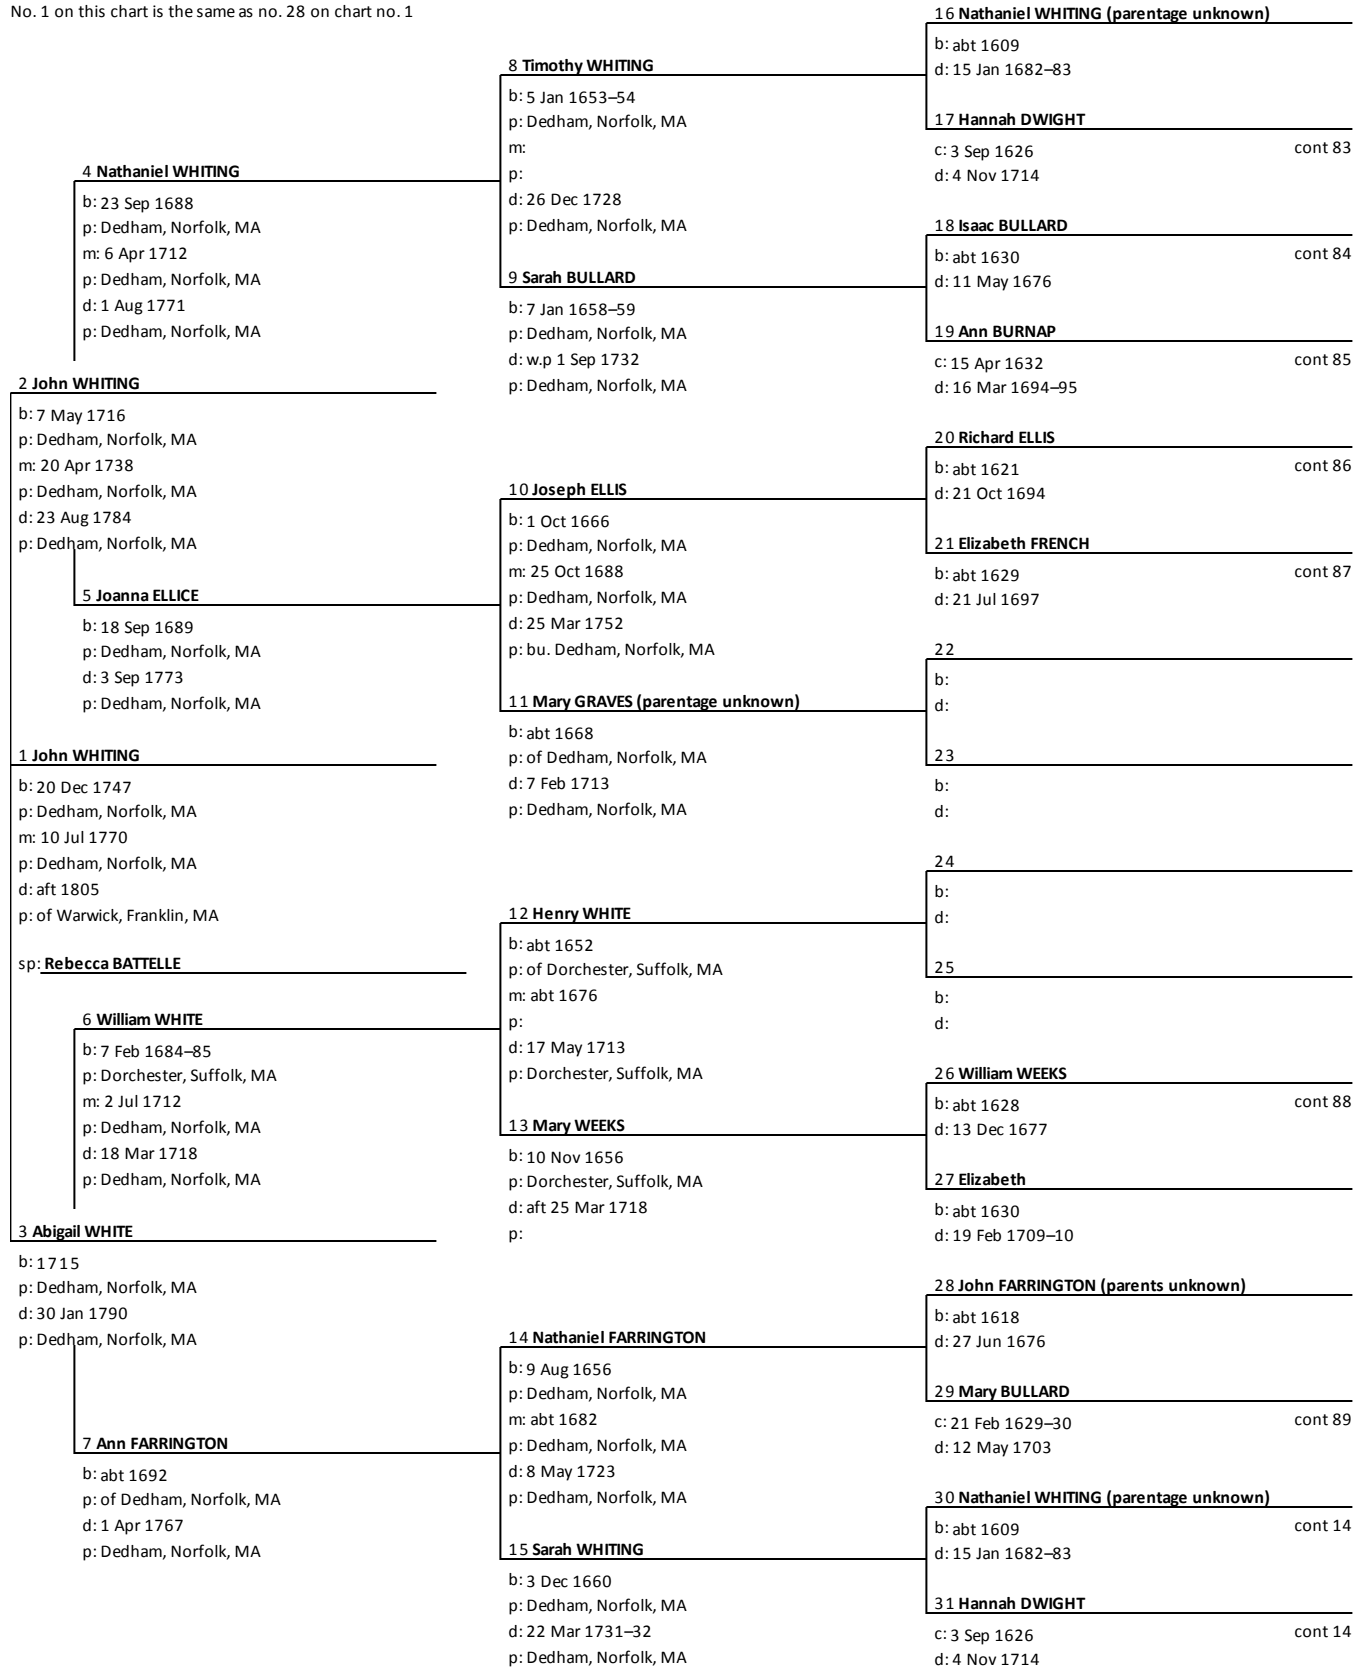 No. 1 on this chart is the same as no. 28 on chart no. 1
16 Nathaniel WHITING (parentage unknown)
b: abt 1609
d: 15 Jan 1682–83
8 Timothy WHITING
b: 5 Jan 1653–54
p: Dedham, Norfolk, MA
m:
p:
d: 26 Dec 1728
p: Dedham, Norfolk, MA
17 Hannah DWIGHT
c: 3 Sep 1626 cont 83
d: 4 Nov 1714
4 Nathaniel WHITING
b: 23 Sep 1688
p: Dedham, Norfolk, MA
m: 6 Apr 1712
p: Dedham, Norfolk, MA
d: 1 Aug 1771
p: Dedham, Norfolk, MA
18 Isaac BULLARD
b: abt 1630 cont 84
d: 11 May 1676
9 Sarah BULLARD
b: 7 Jan 1658–59
p: Dedham, Norfolk, MA
d: w.p 1 Sep 1732
p: Dedham, Norfolk, MA
19 Ann BURNAP
c: 15 Apr 1632 cont 85
d: 16 Mar 1694–95
2 John WHITING
b: 7 May 1716
p: Dedham, Norfolk, MA
m: 20 Apr 1738
p: Dedham, Norfolk, MA
d: 23 Aug 1784
p: Dedham, Norfolk, MA
20 Richard ELLIS
b: abt 1621 cont 86
d: 21 Oct 1694
10 Joseph ELLIS
b: 1 Oct 1666
p: Dedham, Norfolk, MA
m: 25 Oct 1688
p: Dedham, Norfolk, MA
d: 25 Mar 1752
p: bu. Dedham, Norfolk, MA
21 Elizabeth FRENCH
b: abt 1629 cont 87
d: 21 Jul 1697
5 Joanna ELLICE
b: 18 Sep 1689
p: Dedham, Norfolk, MA
d: 3 Sep 1773
p: Dedham, Norfolk, MA
22
b:
d:
11 Mary GRAVES (parentage unknown)
b: abt 1668
p: of Dedham, Norfolk, MA
d: 7 Feb 1713
p: Dedham, Norfolk, MA
23
b:
d:
1 John WHITING
b: 20 Dec 1747
p: Dedham, Norfolk, MA
m: 10 Jul 1770
p: Dedham, Norfolk, MA
d: aft 1805
p: of Warwick, Franklin, MA
sp: Rebecca BATTELLE
24
b:
d:
12 Henry WHITE
b: abt 1652
p: of Dorchester, Suffolk, MA
m: abt 1676
p:
d: 17 May 1713
p: Dorchester, Suffolk, MA
25
b:
d:
6 William WHITE
b: 7 Feb 1684–85
p: Dorchester, Suffolk, MA
m: 2 Jul 1712
p: Dedham, Norfolk, MA
d: 18 Mar 1718
p: Dedham, Norfolk, MA
26 William WEEKS
b: abt 1628 cont 88
d: 13 Dec 1677
13 Mary WEEKS
b: 10 Nov 1656
p: Dorchester, Suffolk, MA
d: aft 25 Mar 1718
p:
27 Elizabeth
b: abt 1630
d: 19 Feb 1709–10
3 Abigail WHITE
b: 1715
p: Dedham, Norfolk, MA
d: 30 Jan 1790
p: Dedham, Norfolk, MA
28 John FARRINGTON (parents unknown)
b: abt 1618
d: 27 Jun 1676
14 Nathaniel FARRINGTON
b: 9 Aug 1656
p: Dedham, Norfolk, MA
m: abt 1682
p: Dedham, Norfolk, MA
d: 8 May 1723
p: Dedham, Norfolk, MA
29 Mary BULLARD
c: 21 Feb 1629–30 cont 89
d: 12 May 1703
7 Ann FARRINGTON
b: abt 1692
p: of Dedham, Norfolk, MA
d: 1 Apr 1767
p: Dedham, Norfolk, MA
30 Nathaniel WHITING (parentage unknown)
b: abt 1609 cont 14
d: 15 Jan 1682–83
15 Sarah WHITING
b: 3 Dec 1660
p: Dedham, Norfolk, MA
d: 22 Mar 1731–32
p: Dedham, Norfolk, MA
31 Hannah DWIGHT
c: 3 Sep 1626 cont 14
d: 4 Nov 1714